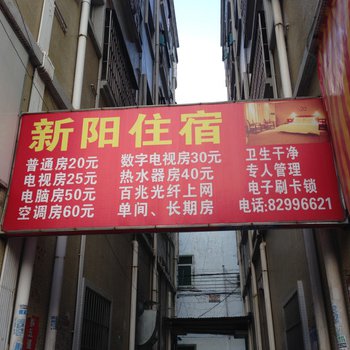 新阳住宿
普通房20元
电视房25元
电脑房50元
空调房60元
数字电视房30元
热水器房40元
百兆光纤上网
单间、长期房
卫生干净
专人管理
电子刷卡锁
电话:82996621